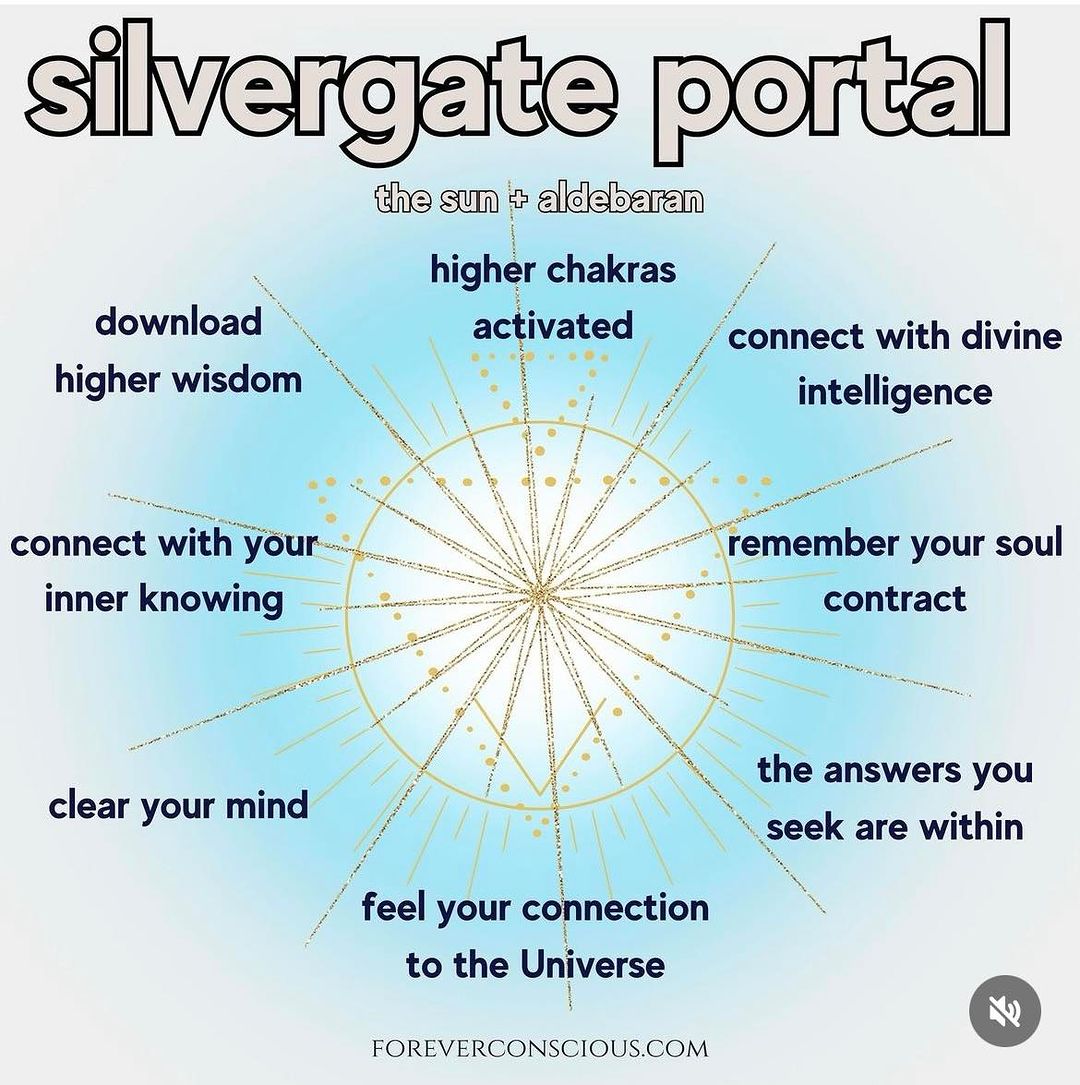 silvergate portal
the sun + aldebaran
higher chakras
activated
download
higher wisdom
connect with divine
intelligence
connect with your
inner knowing
remember your soul
contract
clear your mind
the answers you
seek are within
feel your connection
to the Universe
FOREVERCONSCIOUS.COM